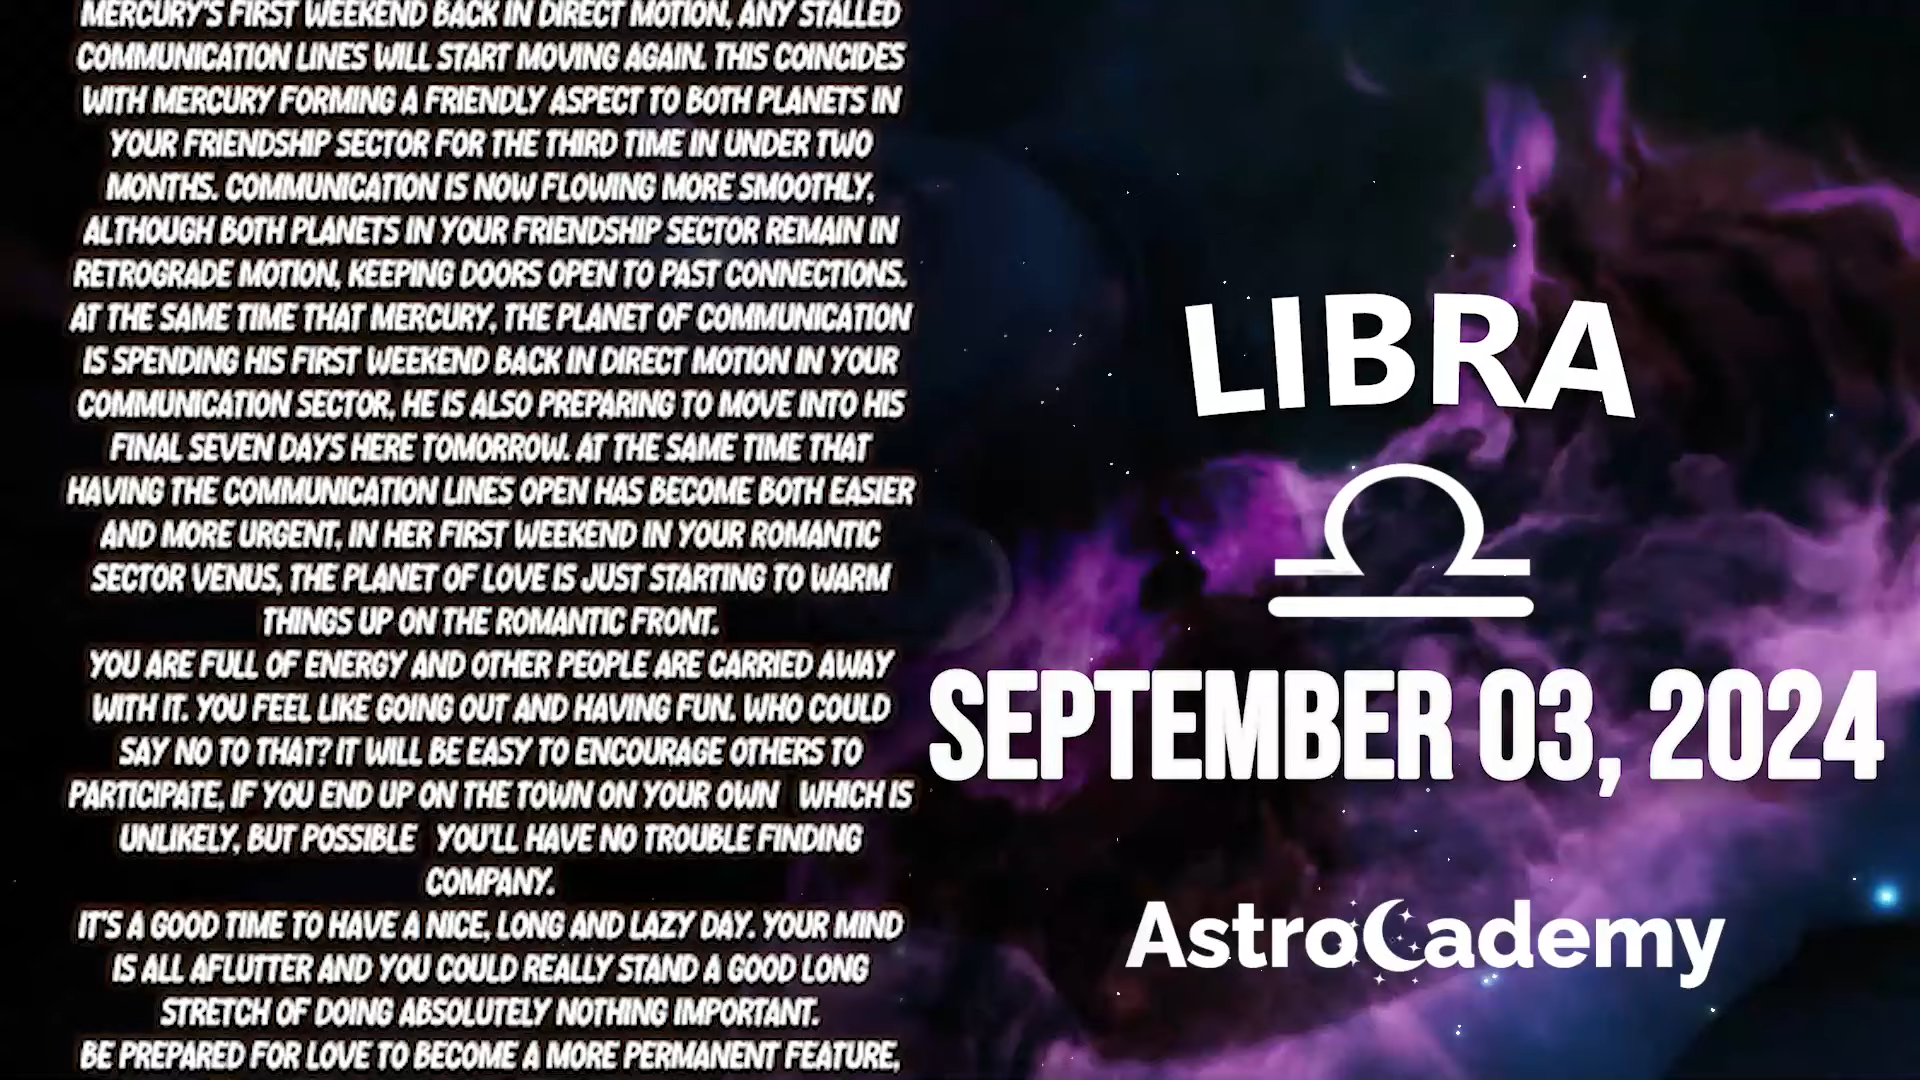 MERCURY'S FIRST WEEKEND BACK IN DIRECT MOTION, ANY STALLED
COMMUNICATION LINES WILL START MOVING AGAIN. THIS COINCIDES
WITH MERCURY FORMING A FRIENDLY ASPECT TO BOTH PLANETS IN
YOUR FRIENDSHIP SECTOR FOR THE THIRD TIME IN UNDER TWO
MONTHS. COMMUNICATION IS NOW FLOWING MORE SMOOTHLY,
ALTHOUGH BOTH PLANETS IN YOUR FRIENDSHIP SECTOR REMAIN IN
RETROGRADE MOTION, KEEPING DOORS OPEN TO PAST CONNECTIONS.
AT THE SAME TIME THAT MERCURY, THE PLANET OF COMMUNICATION
IS SPENDING HIS FIRST WEEKEND BACK IN DIRECT MOTION IN YOUR
COMMUNICATION SECTOR, HE IS ALSO PREPARING TO MOVE INTO HIS
FINAL SEVEN DAYS HERE TOMORROW. AT THE SAME TIME THAT
HAVING THE COMMUNICATION LINES OPEN HAS BECOME BOTH EASIER
AND MORE URGENT, IN HER FIRST WEEKEND IN YOUR ROMANTIC
SECTOR VENUS, THE PLANET OF LOVE IS JUST STARTING TO WARM
THINGS UP ON THE ROMANTIC FRONT.
YOU ARE FULL OF ENERGY AND OTHER PEOPLE ARE CARRIED AWAY
WITH IT. YOU FEEL LIKE GOING OUT AND HAVING FUN. WHO COULD
SAY NO TO THAT? IT WILL BE EASY TO ENCOURAGE OTHERS TO
PARTICIPATE, IF YOU END UP ON THE TOWN ON YOUR OWN   WHICH IS
UNLIKELY, BUT POSSIBLE   YOU'LL HAVE NO TROUBLE FINDING
COMPANY.
IT'S A GOOD TIME TO HAVE A NICE, LONG AND LAZY DAY. YOUR MIND
IS ALL AFLUTTER AND YOU COULD REALLY STAND A GOOD LONG
STRETCH OF DOING ABSOLUTELY NOTHING IMPORTANT.
BE PREPARED FOR LOVE TO BECOME A MORE PERMANENT FEATURE,
LIBRA
SEPTEMBER 03, 2024
AstroCademy